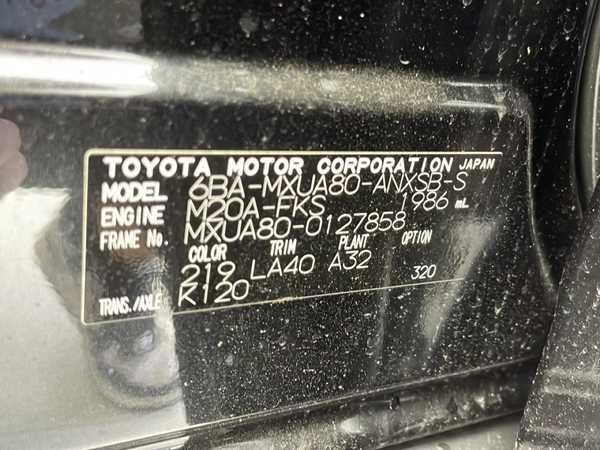 TOYOTA MOTOR CORPORATION JAPAN
MODEL 6BA-MXUA80-ANXSB-S
ENGINE M20A-FKS 1986 mL
FRAME No. MXUA80-0127858
COLOR TRIM PLANT OPTION
219 LA40 A32 320
TRANS./AXLE K120